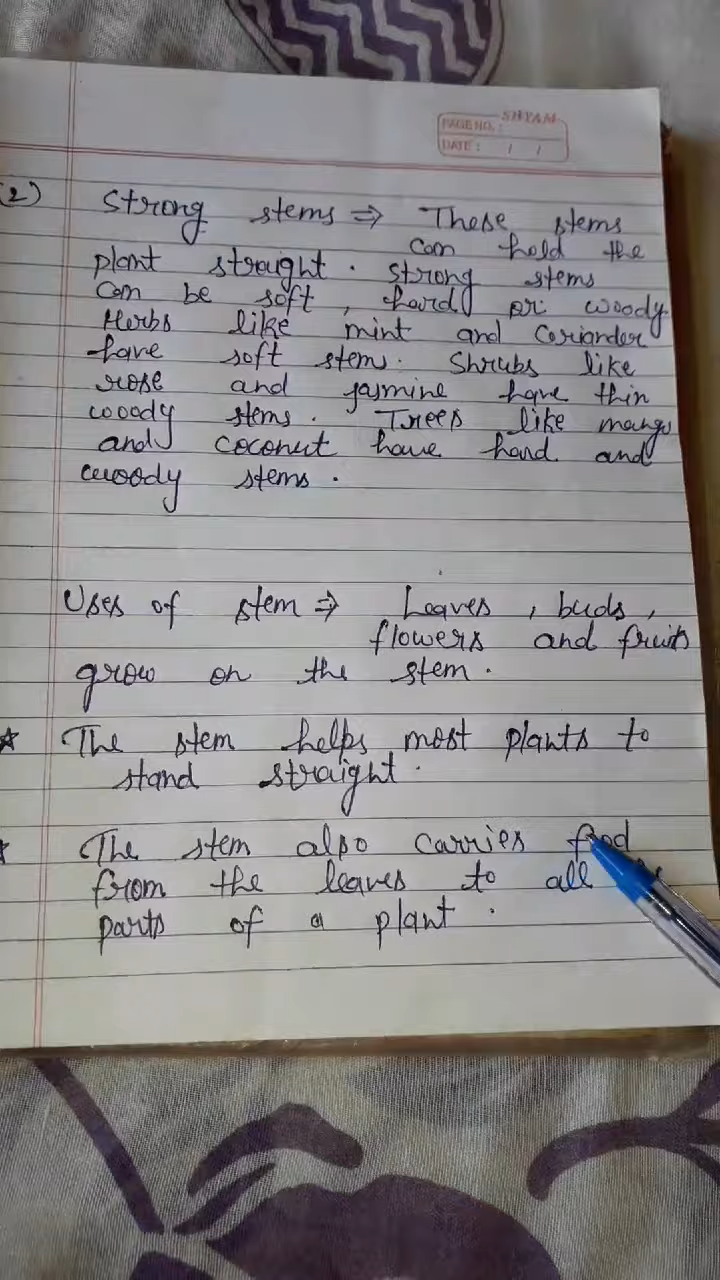 SHYAM
PAGE NO. :
DATE : / /
(2) Strong stems ⇒ These stems
can hold the
plant straight. Strong stems
can be soft, hard or woody
Herbs like mint and Coriander
have soft stem. Shrubs like
rose and jasmine have thin
woody stems. Trees like mango
and coconut have hard and
woody stems.
Uses of stem ⇒ Leaves, buds,
flowers and fruits
grow on the stem.
★ The stem helps most plants to
stand straight.
★ The stem also carries food
from the leaves to all
parts of a plant.